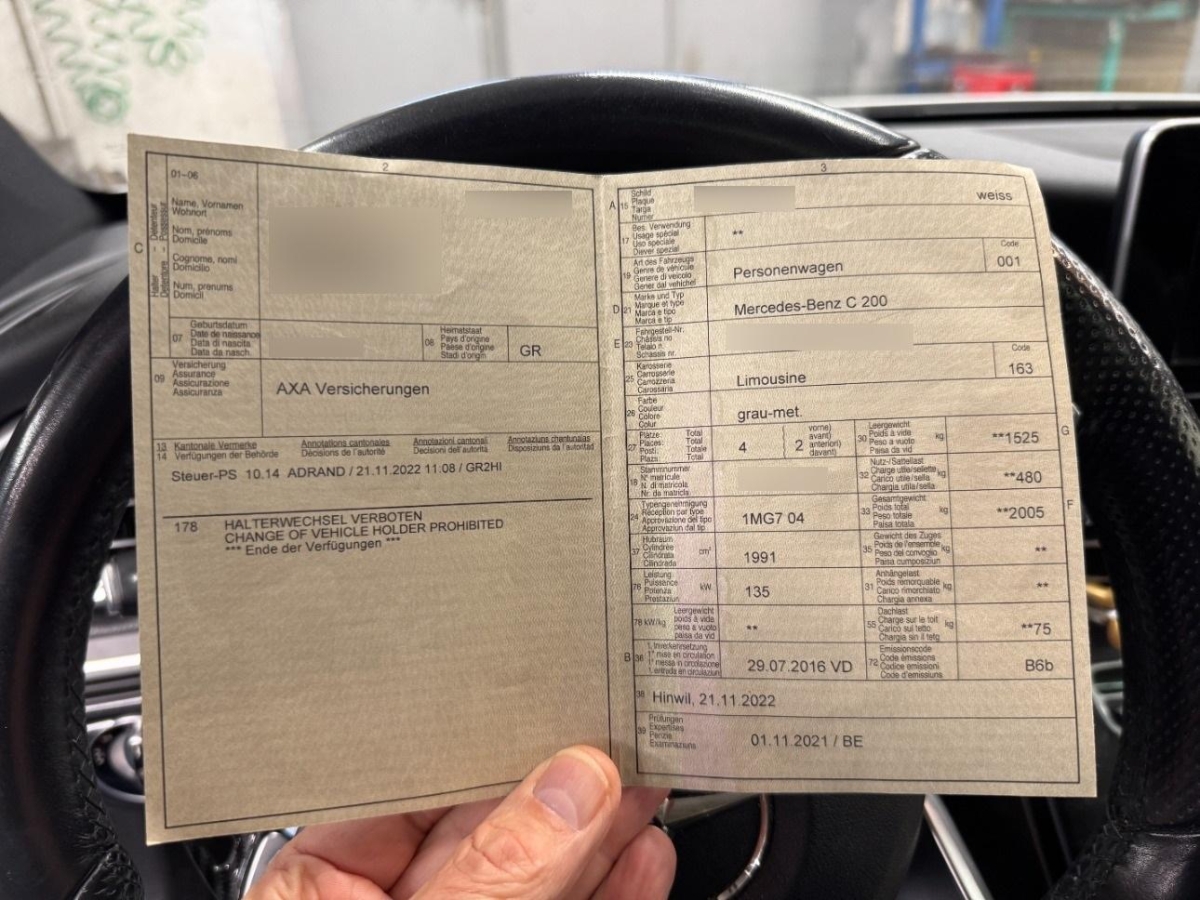 2
01-06
C
Halter - Détenteur
Detentore - Possessur
Name, Vornamen
Wohnort
Nom, prénoms
Domicile
Cognome, nomi
Domicilio
Num, prenums
Domicil
07
Geburtsdatum
Date de naissance
Data di nascita
Data da nasch.
08
Heimatstaat
Pays d'origine
Paese d'origine
Stadi d'origin
GR
09
Versicherung
Assurance
Assicurazione
Assicuranza
AXA Versicherungen
13 Kantonale Vermerke Annotations cantonales Annotazioni cantonali Annotaziuns chantunalas
14 Verfügungen der Behörde Décisions de l'autorité Decisioni dell'autorità Disposiziuns da l'autoritad
Steuer-PS 10.14 ADRAND / 21.11.2022 11:08 / GR2HI
178 HALTERWECHSEL VERBOTEN
CHANGE OF VEHICLE HOLDER PROHIBITED
*** Ende der Verfügungen ***
3
A 15
Schild
Plaque
Targa
Numer
weiss
17
Bes. Verwendung
Usage spécial
Uso speciale
Diever spezial
**
19
Art des Fahrzeugs
Genre de véhicule
Genere di veicolo
Gener dal vehichel
Personenwagen
Code
001
D 21
Marke und Typ
Marque et type
Marca e tipo
Marca e tip
Mercedes-Benz C 200
E 23
Fahrgestell-Nr.
Châssis no
Telaio n.
Schassis nr.
25
Karosserie
Carrosserie
Carrozzeria
Carossaria
Limousine
Code
163
26
Farbe
Couleur
Colore
Colur
grau-met.
27
Plätze Total
Places: Total
Posti: Totale
Plazs: Total
4
2
vorne)
avant)
anteriori)
davant)
30
Leergewicht
Poids à vide
Peso a vuoto
Paisa da vid
kg
**1525
G
18
Stammnummer
N° matricule
N. di matricola
Nr. da matricla
32
Nutz-/Sattellast
Charge utile/sellette
Carico utile/sella
Chargia utila/sella
kg
**480
24
Typengenehmigung
Réception par type
Approvazione del tipo
Approvaziun dal tip
1MG7 04
33
Gesamtgewicht
Poids total
Peso totale
Paisa totala
kg
**2005
F
37
Hubraum
Cylindrée
Cilindrata
Cilindrada
cm³
1991
35
Gewicht des Zuges
Poids de l'ensemble
Peso del convoglio
Paisa cumposiziun
kg
**
76
Leistung
Puissance
Potenza
Prestaziun
kW
135
31
Anhängelast
Poids remorquable
Carico rimorchiato
Chargia annexa
kg
**
78 kW/kg
Leergewicht
poids à vide
peso a vuoto
paisa da vid
**
55
Dachlast
Charge sur le toit
Carico sul tetto
Chargia sin il tetg
kg
**75
B 36
1. Inverkehrsetzung
1re mise en circulation
1a messa in circolazione
1. entrada en circulaziun
29.07.2016 VD
72
Emissionscode
Code émissions
Codice emissioni
Code d'emissiuns
B6b
38
Hinwil, 21.11.2022
39
Prüfungen
Expertises
Perizie
Examinaziuns
01.11.2021 / BE